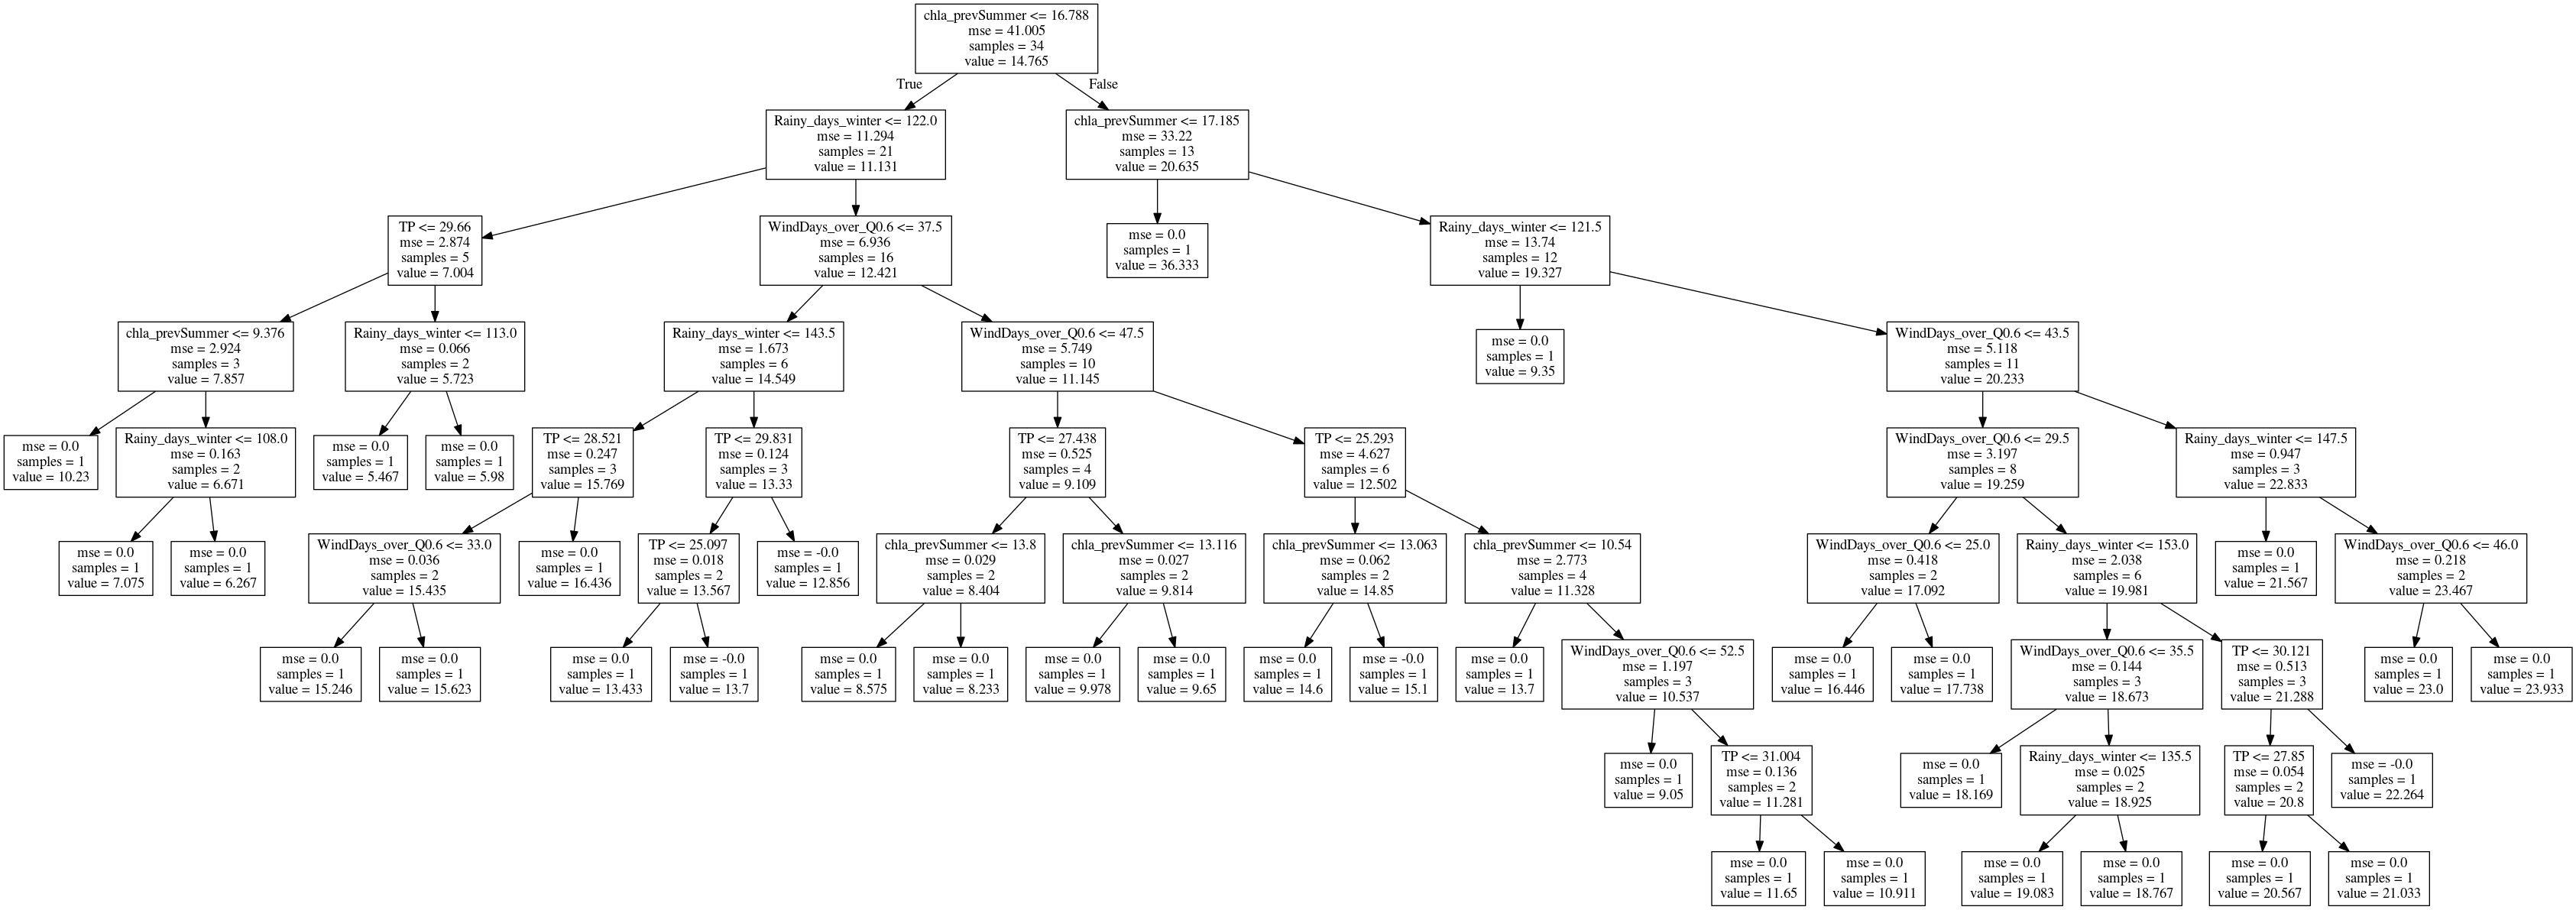 chla_prevSummer <= 16.788
mse = 41.005
samples = 34
value = 14.765
True
False
Rainy_days_winter <= 122.0
mse = 11.294
samples = 21
value = 11.131
chla_prevSummer <= 17.185
mse = 33.22
samples = 13
value = 20.635
TP <= 29.66
mse = 2.874
samples = 5
value = 7.004
WindDays_over_Q0.6 <= 37.5
mse = 6.936
samples = 16
value = 12.421
mse = 0.0
samples = 1
value = 36.333
Rainy_days_winter <= 121.5
mse = 13.74
samples = 12
value = 19.327
chla_prevSummer <= 9.376
mse = 2.924
samples = 3
value = 7.857
Rainy_days_winter <= 113.0
mse = 0.066
samples = 2
value = 5.723
Rainy_days_winter <= 143.5
mse = 1.673
samples = 6
value = 14.549
WindDays_over_Q0.6 <= 47.5
mse = 5.749
samples = 10
value = 11.145
mse = 0.0
samples = 1
value = 9.35
WindDays_over_Q0.6 <= 43.5
mse = 5.118
samples = 11
value = 20.233
mse = 0.0
samples = 1
value = 10.23
Rainy_days_winter <= 108.0
mse = 0.163
samples = 2
value = 6.671
mse = 0.0
samples = 1
value = 5.467
mse = 0.0
samples = 1
value = 5.98
TP <= 28.521
mse = 0.247
samples = 3
value = 15.769
TP <= 29.831
mse = 0.124
samples = 3
value = 13.33
TP <= 27.438
mse = 0.525
samples = 4
value = 9.109
TP <= 25.293
mse = 4.627
samples = 6
value = 12.502
WindDays_over_Q0.6 <= 29.5
mse = 3.197
samples = 8
value = 19.259
Rainy_days_winter <= 147.5
mse = 0.947
samples = 3
value = 22.833
mse = 0.0
samples = 1
value = 7.075
mse = 0.0
samples = 1
value = 6.267
WindDays_over_Q0.6 <= 33.0
mse = 0.036
samples = 2
value = 15.435
mse = 0.0
samples = 1
value = 16.436
TP <= 25.097
mse = 0.018
samples = 2
value = 13.567
mse = -0.0
samples = 1
value = 12.856
chla_prevSummer <= 13.8
mse = 0.029
samples = 2
value = 8.404
chla_prevSummer <= 13.116
mse = 0.027
samples = 2
value = 9.814
chla_prevSummer <= 13.063
mse = 0.062
samples = 2
value = 14.85
chla_prevSummer <= 10.54
mse = 2.773
samples = 4
value = 11.328
WindDays_over_Q0.6 <= 25.0
mse = 0.418
samples = 2
value = 17.092
Rainy_days_winter <= 153.0
mse = 2.038
samples = 6
value = 19.981
mse = 0.0
samples = 1
value = 21.567
WindDays_over_Q0.6 <= 46.0
mse = 0.218
samples = 2
value = 23.467
mse = 0.0
samples = 1
value = 15.246
mse = 0.0
samples = 1
value = 15.623
mse = 0.0
samples = 1
value = 13.433
mse = -0.0
samples = 1
value = 13.7
mse = 0.0
samples = 1
value = 8.575
mse = 0.0
samples = 1
value = 8.233
mse = 0.0
samples = 1
value = 9.978
mse = 0.0
samples = 1
value = 9.65
mse = 0.0
samples = 1
value = 14.6
mse = -0.0
samples = 1
value = 15.1
mse = 0.0
samples = 1
value = 13.7
WindDays_over_Q0.6 <= 52.5
mse = 1.197
samples = 3
value = 10.537
mse = 0.0
samples = 1
value = 16.446
mse = 0.0
samples = 1
value = 17.738
WindDays_over_Q0.6 <= 35.5
mse = 0.144
samples = 3
value = 18.673
TP <= 30.121
mse = 0.513
samples = 3
value = 21.288
mse = 0.0
samples = 1
value = 23.0
mse = 0.0
samples = 1
value = 23.933
mse = 0.0
samples = 1
value = 9.05
TP <= 31.004
mse = 0.136
samples = 2
value = 11.281
mse = 0.0
samples = 1
value = 18.169
Rainy_days_winter <= 135.5
mse = 0.025
samples = 2
value = 18.925
TP <= 27.85
mse = 0.054
samples = 2
value = 20.8
mse = -0.0
samples = 1
value = 22.264
mse = 0.0
samples = 1
value = 11.65
mse = 0.0
samples = 1
value = 10.911
mse = 0.0
samples = 1
value = 19.083
mse = 0.0
samples = 1
value = 18.767
mse = 0.0
samples = 1
value = 20.567
mse = 0.0
samples = 1
value = 21.033